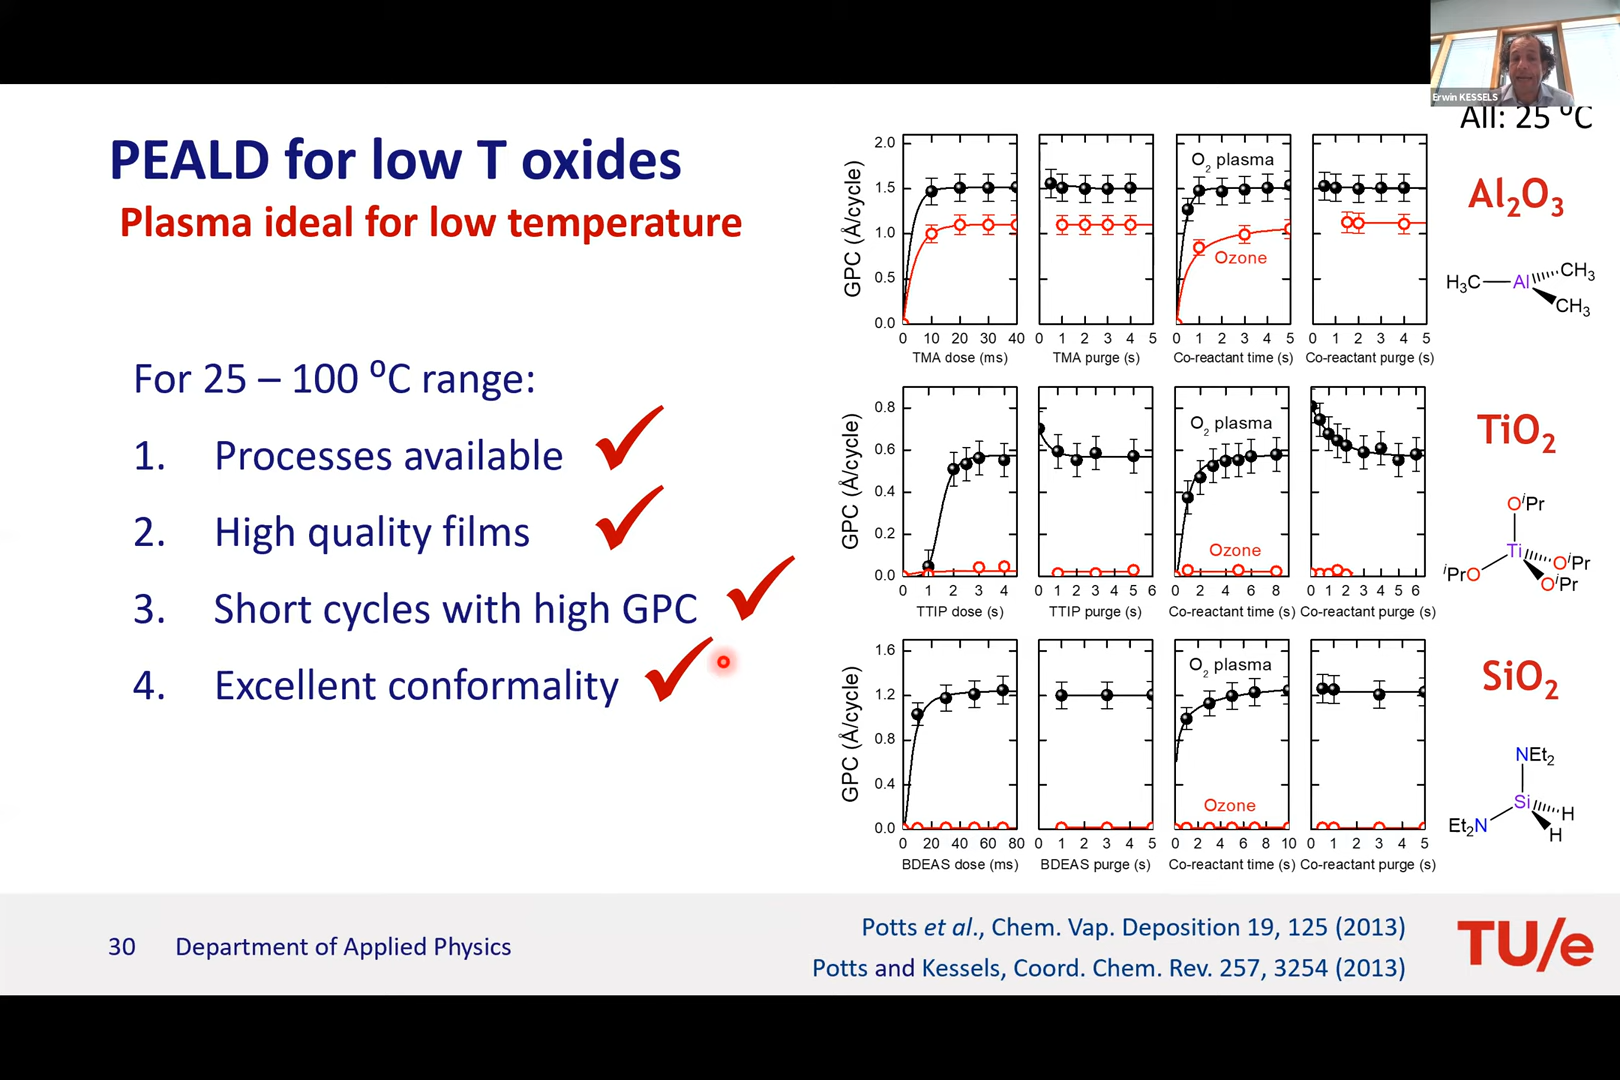 Erwin KESSELS
All: 25 °C
PEALD for low T oxides
Plasma ideal for low temperature
For 25 – 100 °C range:
1. Processes available
2. High quality films
3. Short cycles with high GPC
4. Excellent conformality
GPC (Å/cycle)
2.0
1.5
1.0
0.5
0.0
O2 plasma
Ozone
0 10 20 30 40
0 1 2 3 4 5
0 1 2 3 4 5
0 1 2 3 4 5
TMA dose (ms)
TMA purge (s)
Co-reactant time (s)
Co-reactant purge (s)
Al2O3
H3C Al CH3
CH3
GPC (Å/cycle)
0.8
0.6
0.4
0.2
0.0
O2 plasma
Ozone
0 1 2 3 4
0 1 2 3 4 5 6
0 2 4 6 8
0 1 2 3 4 5 6
TTIP dose (s)
TTIP purge (s)
Co-reactant time (s)
Co-reactant purge (s)
TiO2
OiPr
Ti
iPrO
OiPr
OiPr
GPC (Å/cycle)
1.6
1.2
0.8
0.4
0.0
O2 plasma
Ozone
0 20 40 60 80
0 1 2 3 4 5
0 2 4 6 8 10
0 1 2 3 4 5
BDEAS dose (ms)
BDEAS purge (s)
Co-reactant time (s)
Co-reactant purge (s)
SiO2
NEt2
Si
H
Et2N
H
30 Department of Applied Physics
Potts et al., Chem. Vap. Deposition 19, 125 (2013)
Potts and Kessels, Coord. Chem. Rev. 257, 3254 (2013)
TU/e